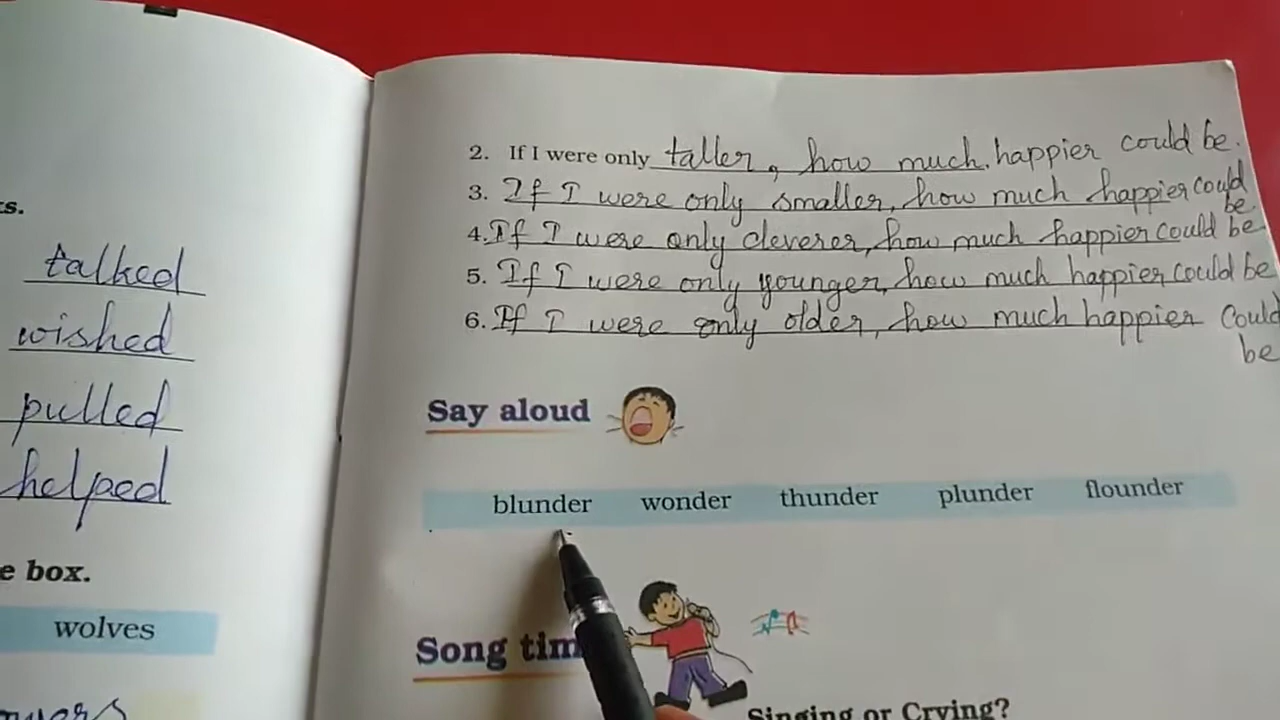 ts.
talked
wished
pulled
helped
e box.
wolves
2. If I were only taller, how much happier could be.
3. If I were only smaller, how much happier could
be
4. If I were only cleverer, how much happier could be
5. If I were only younger, how much happier could be
6. If I were only older, how much happier could
be
Say aloud
blunder wonder thunder plunder flounder
Song tim
Singing or Crying?